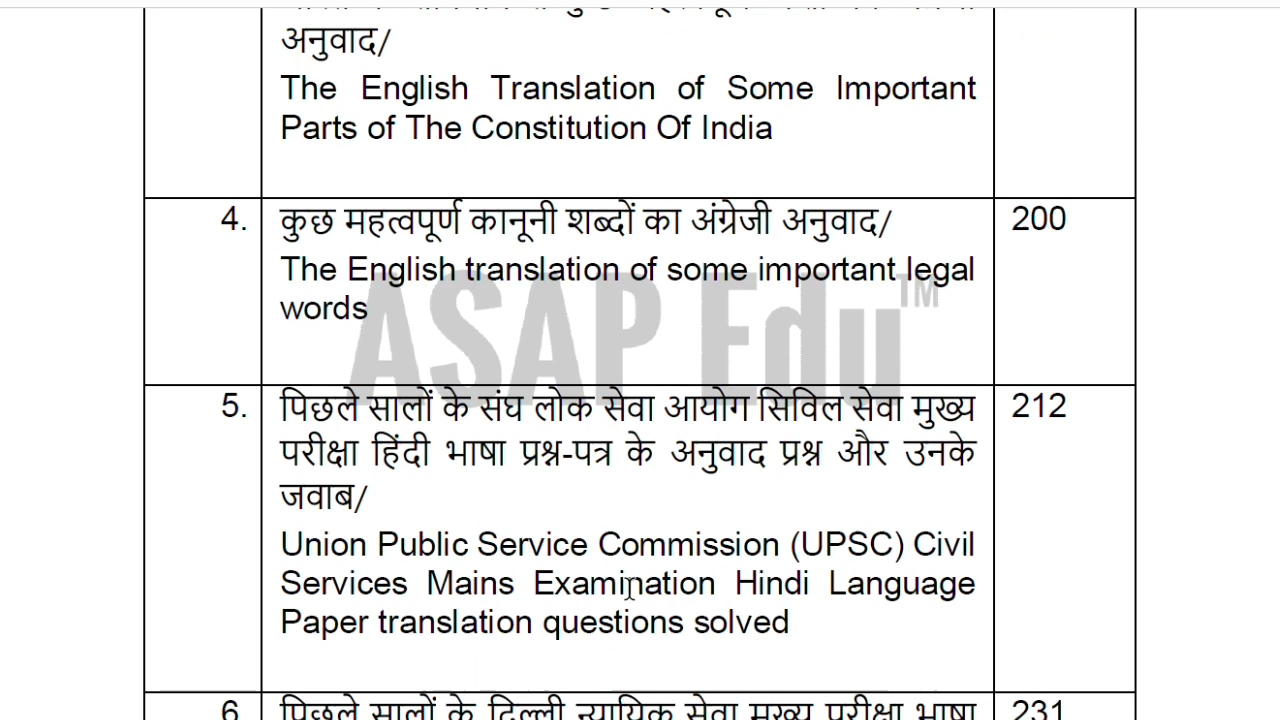 अनुवाद/
The English Translation of Some Important
Parts of The Constitution Of India
4. कुछ महत्वपूर्ण कानूनी शब्दों का अंग्रेजी अनुवाद/ 200
The English translation of some important legal
words
ASAP Edu™
5. पिछले सालों के संघ लोक सेवा आयोग सिविल सेवा मुख्य 212
परीक्षा हिंदी भाषा प्रश्न-पत्र के अनुवाद प्रश्न और उनके
जवाब/
Union Public Service Commission (UPSC) Civil
Services Mains Examination Hindi Language
Paper translation questions solved
6 पिछले सालों के दिल्ली न्यायिक सेवा मुख्य परीक्षा भाषा 231